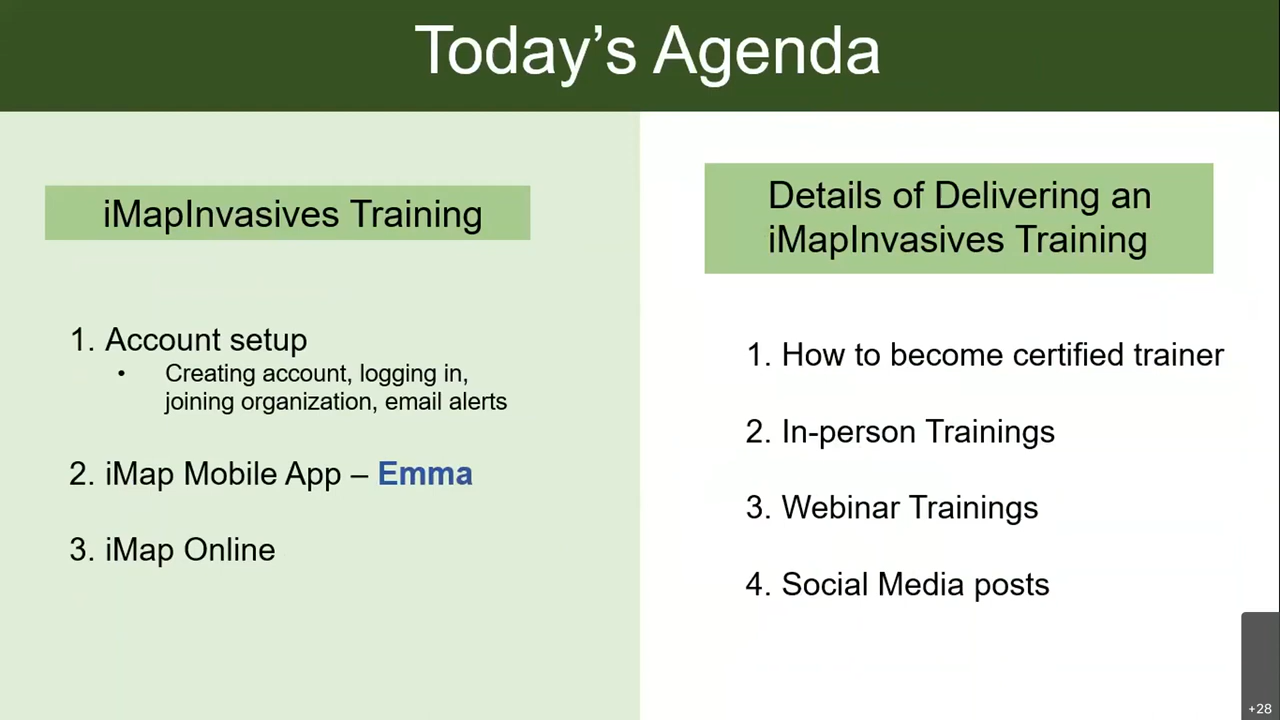 Today’s Agenda
iMapInvasives Training
1. Account setup
• Creating account, logging in,
joining organization, email alerts
2. iMap Mobile App – Emma
3. iMap Online
Details of Delivering an
iMapInvasives Training
1. How to become certified trainer
2. In-person Trainings
3. Webinar Trainings
4. Social Media posts
+28